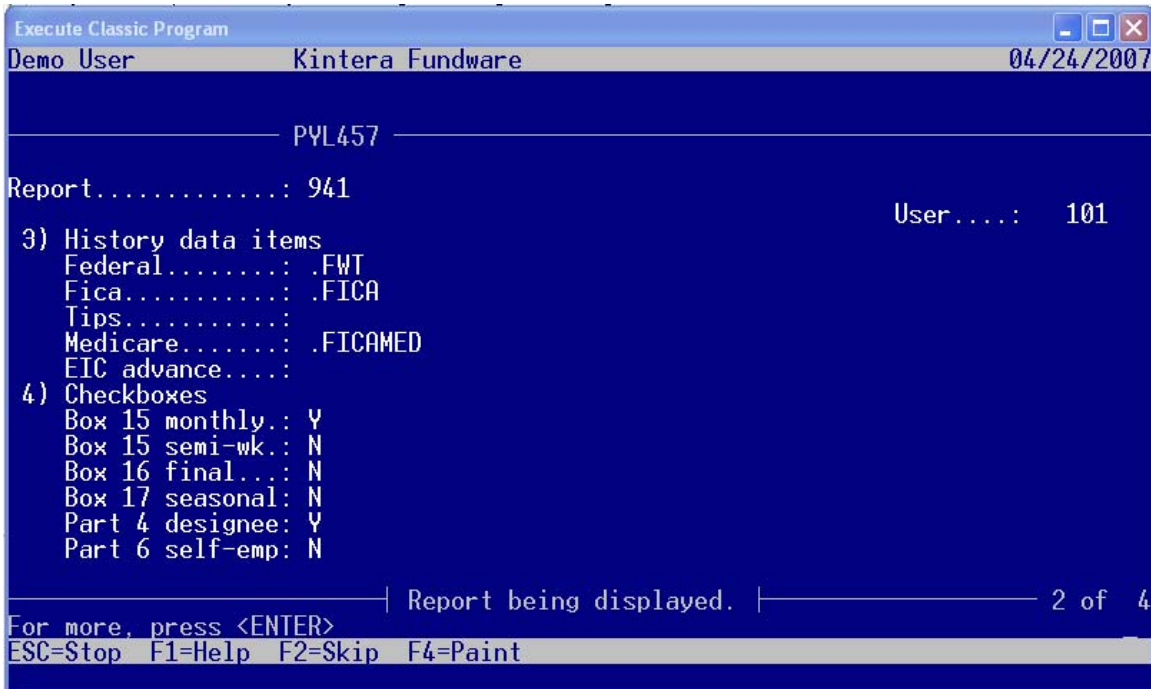 Execute Classic Program
Demo User Kintera Fundware 04/24/2007
PYL457
Report..............: 941
User....: 101
3) History data items
Federal........: .FWT
Fica...........: .FICA
Tips...........:
Medicare.......: .FICAMED
EIC advance....:
4) Checkboxes
Box 15 monthly.: Y
Box 15 semi-wk.: N
Box 16 final...: N
Box 17 seasonal: N
Part 4 designee: Y
Part 6 self-emp: N
Report being displayed. 2 of 4
For more, press <ENTER>
ESC=Stop F1=Help F2=Skip F4=Paint